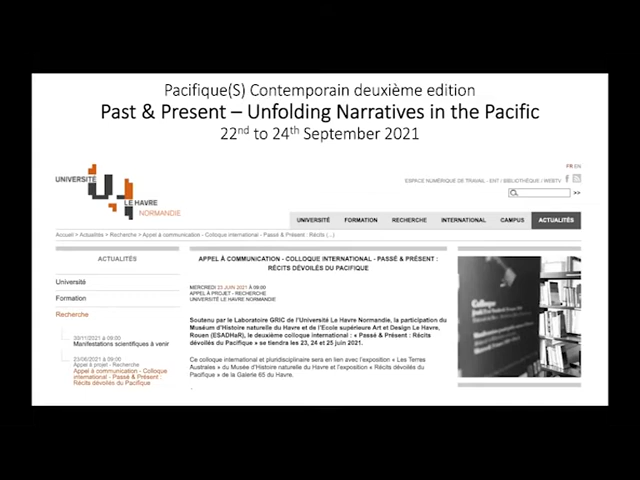 Pacifique(S) Contemporain deuxième edition
Past & Present – Unfolding Narratives in the Pacific
22nd to 24th September 2021
UNIVERSITÉ
LE HAVRE
NORMANDIE
FR EN
ESPACE NUMÉRIQUE DE TRAVAIL - ENT / BIBLIOTHÈQUE / WEBTV
>>
UNIVERSITÉ FORMATION RECHERCHE INTERNATIONAL CAMPUS ACTUALITÉS
Accueil > Actualités > Recherche > Appel à communication - Colloque international - Passé & Présent : Récits (...)
ACTUALITÉS
Université
Formation
Recherche
30/11/2021 à 09:00
Manifestations scientifiques à venir
23/06/2021 à 09:00
Appel à projet - Recherche
Appel à communication - Colloque
international - Passé & Présent :
Récits dévoilés du Pacifique
APPEL À COMMUNICATION - COLLOQUE INTERNATIONAL - PASSÉ & PRÉSENT :
RÉCITS DÉVOILÉS DU PACIFIQUE
MERCREDI 23 JUIN 2021 À 09:00
APPEL À PROJET - RECHERCHE
UNIVERSITÉ LE HAVRE NORMANDIE
Soutenu par le Laboratoire GRIC de l'Université Le Havre Normandie, la participation du
Muséum d'Histoire naturelle du Havre et de l'Ecole supérieure Art et Design Le Havre,
Rouen (ESADHaR), le deuxième colloque international : « Passé & Présent : Récits
dévoilés du Pacifique » se tiendra les 23, 24 et 25 juin 2021.
Ce colloque international et pluridisciplinaire sera en lien avec l'exposition « Les Terres
Australes » du Musée d'Histoire naturelle du Havre et l'exposition « Récits dévoilés du
Pacifique » de la Galerie 65 du Havre.
Colloque